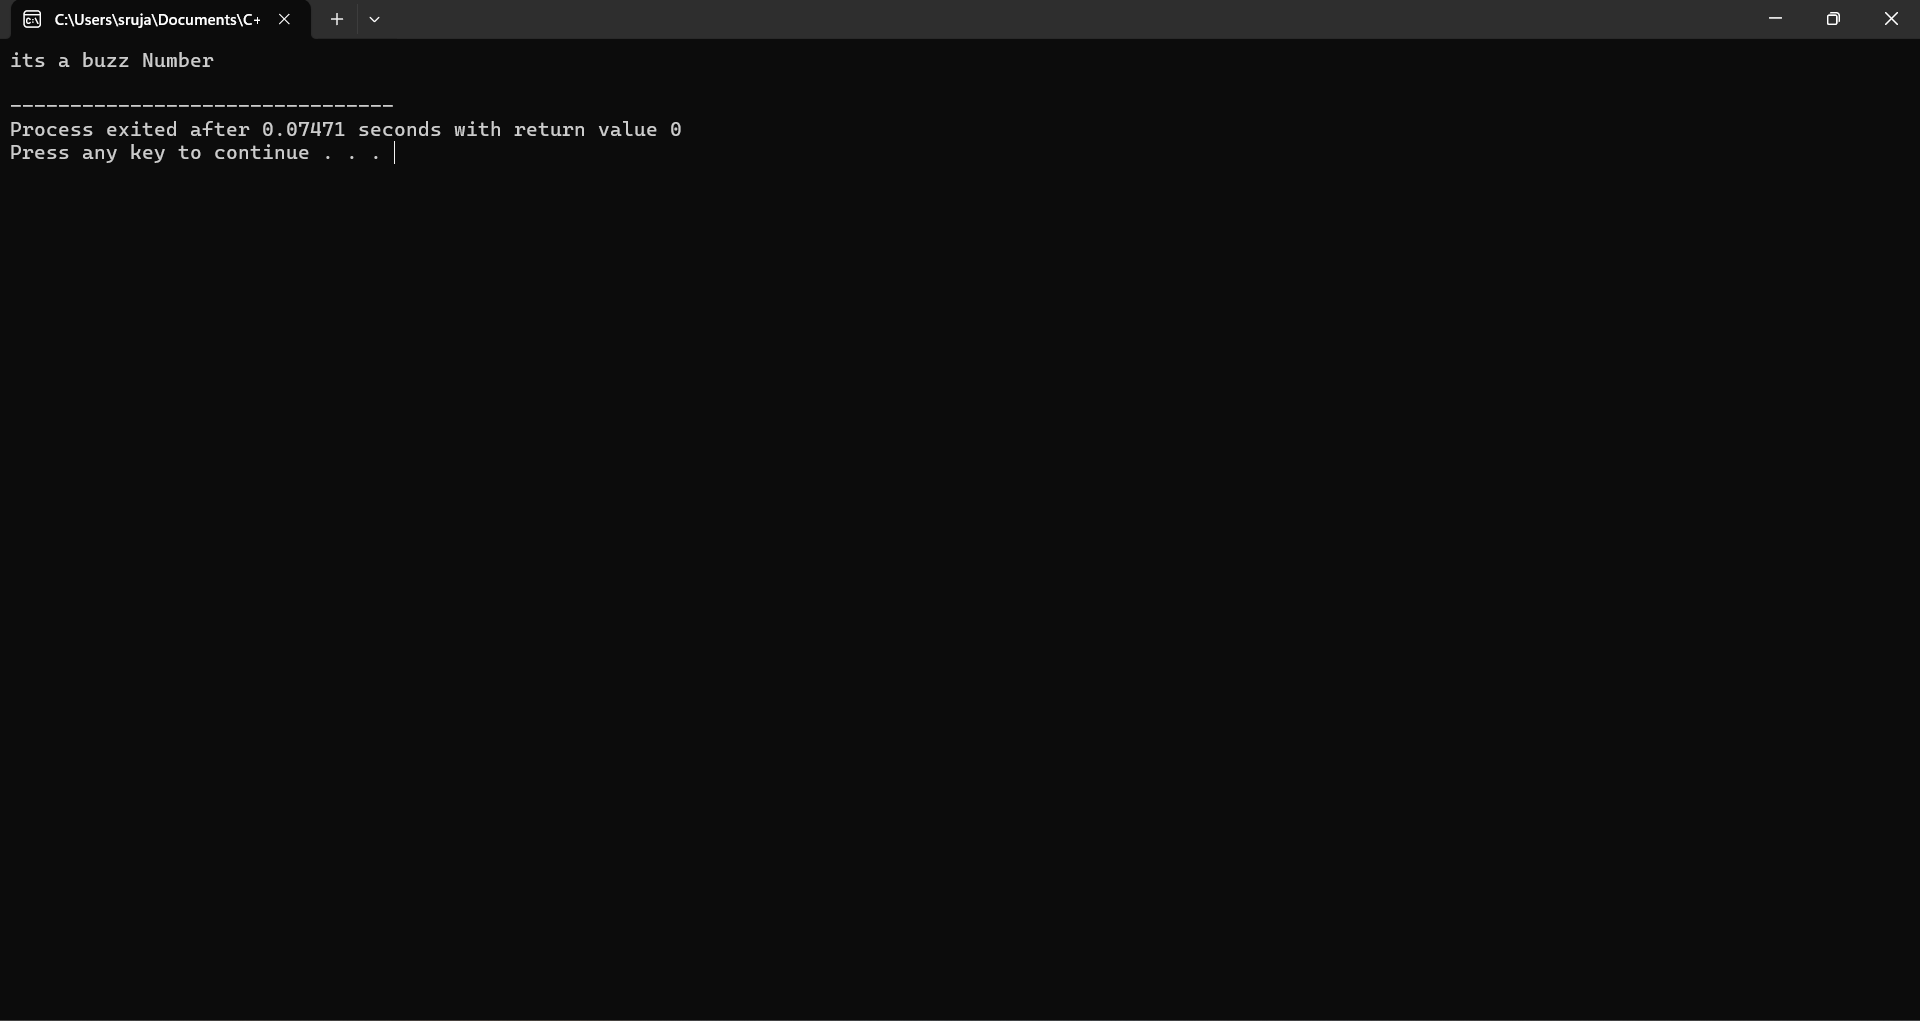 C:\Users\sruja\Documents\C+
its a buzz Number
--------------------------------
Process exited after 0.07471 seconds with return value 0
Press any key to continue . . .